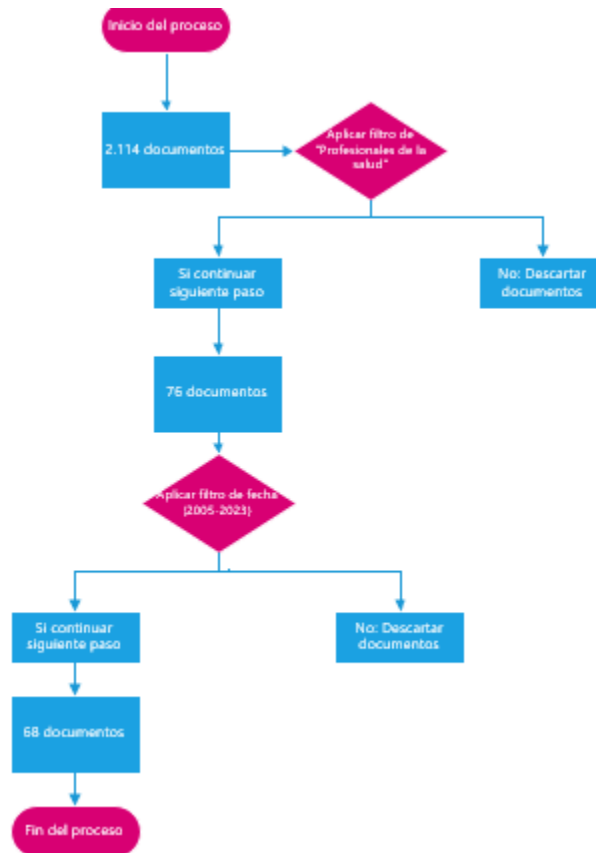 Inicio del proceso
2.114 documentos
Aplicar filtro de
"Profesionales de la
salud"
Si continuar
siguiente paso
No: Descartar
documentos
76 documentos
Aplicar filtro de fecha
(2005-2023)
Si continuar
siguiente paso
No: Descartar
documentos
68 documentos
Fin del proceso